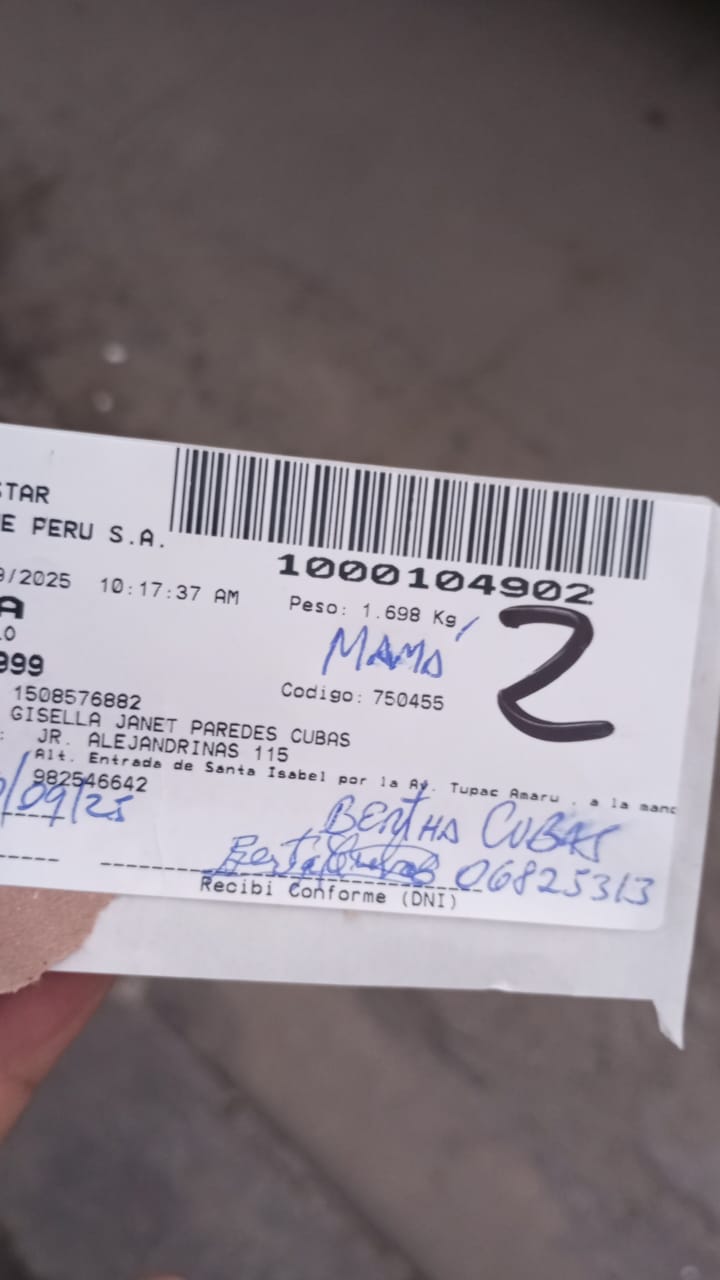 STAR
E PERU S.A.
1000104902
9/2025 10:17:37 AM
Peso: 1.698 Kg
A
LO
MAMÁ
2
999
Codigo: 750455
1508576882
GISELLA JANET PAREDES CUBAS
: JR. ALEJANDRINAS 115
Alt. Entrada de Santa Isabel por la Av. Tupac Amaru , a la manc
982546642
/09/25
BERTHA CUBAS
06825313
Recibi Conforme (DNI)